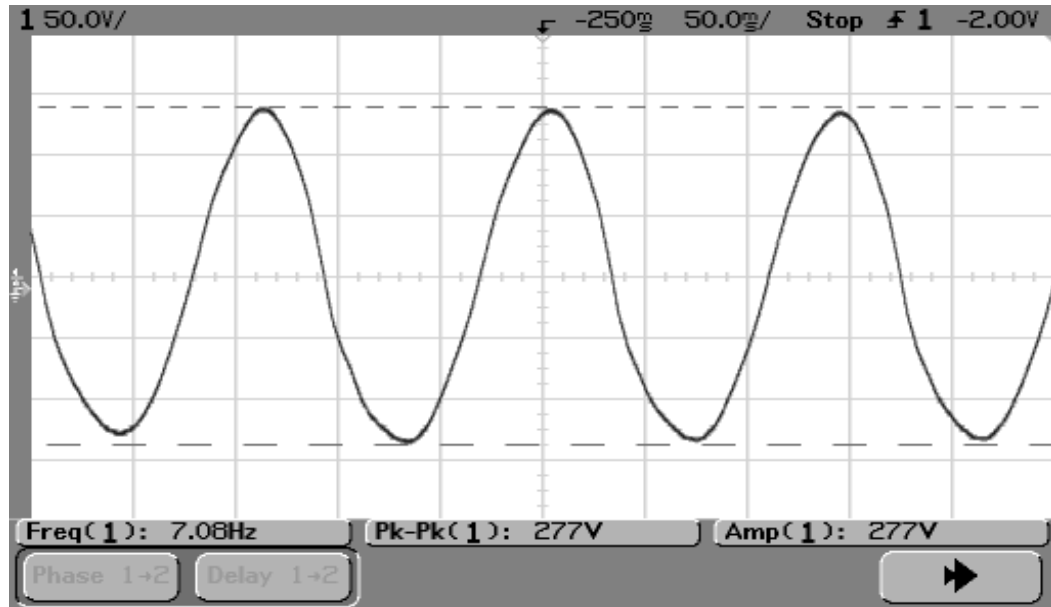 1 50.0V/ -250ms 50.0ms/ Stop 1 -2.00V
Freq(1): 7.08Hz Pk-Pk(1): 277V Amp(1): 277V
Phase 1→2 Delay 1→2